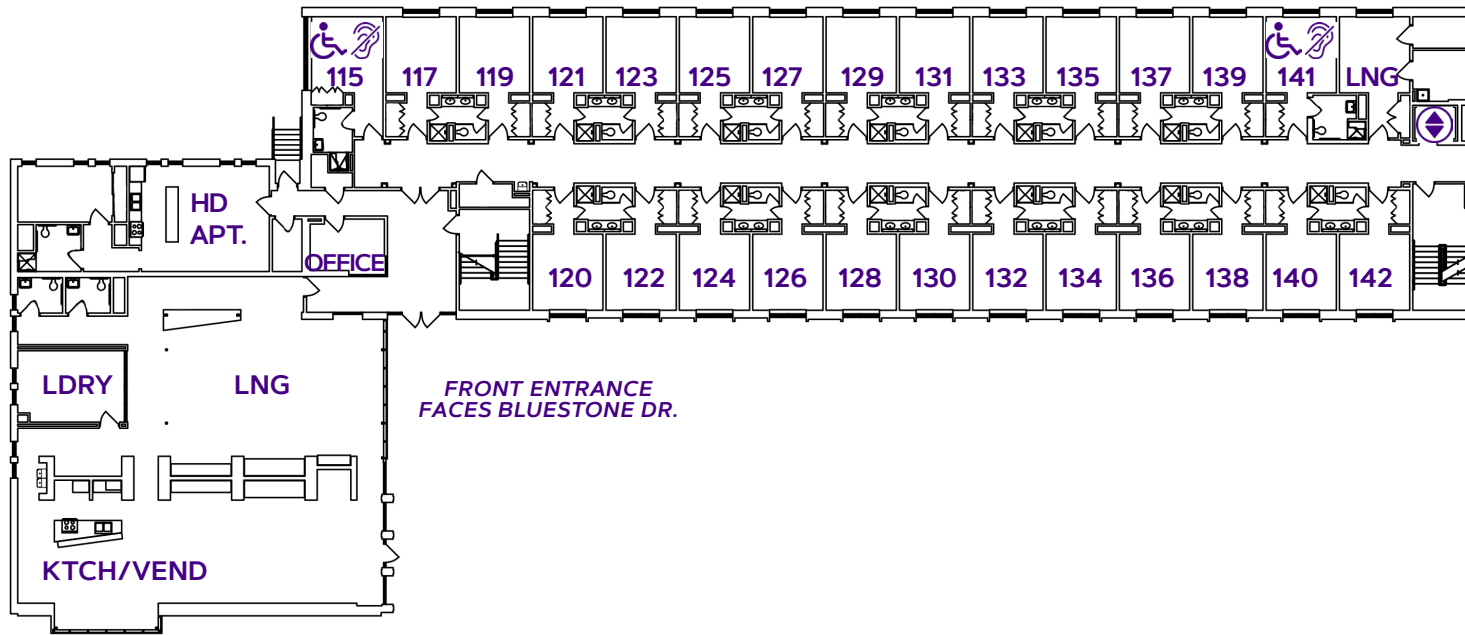 115 117 119 121 123 125 127 129 131 133 135 137 139 141 LNG
HD
APT.
OFFICE
120 122 124 126 128 130 132 134 136 138 140 142
LDRY
LNG
FRONT ENTRANCE
FACES BLUESTONE DR.
KTCH/VEND